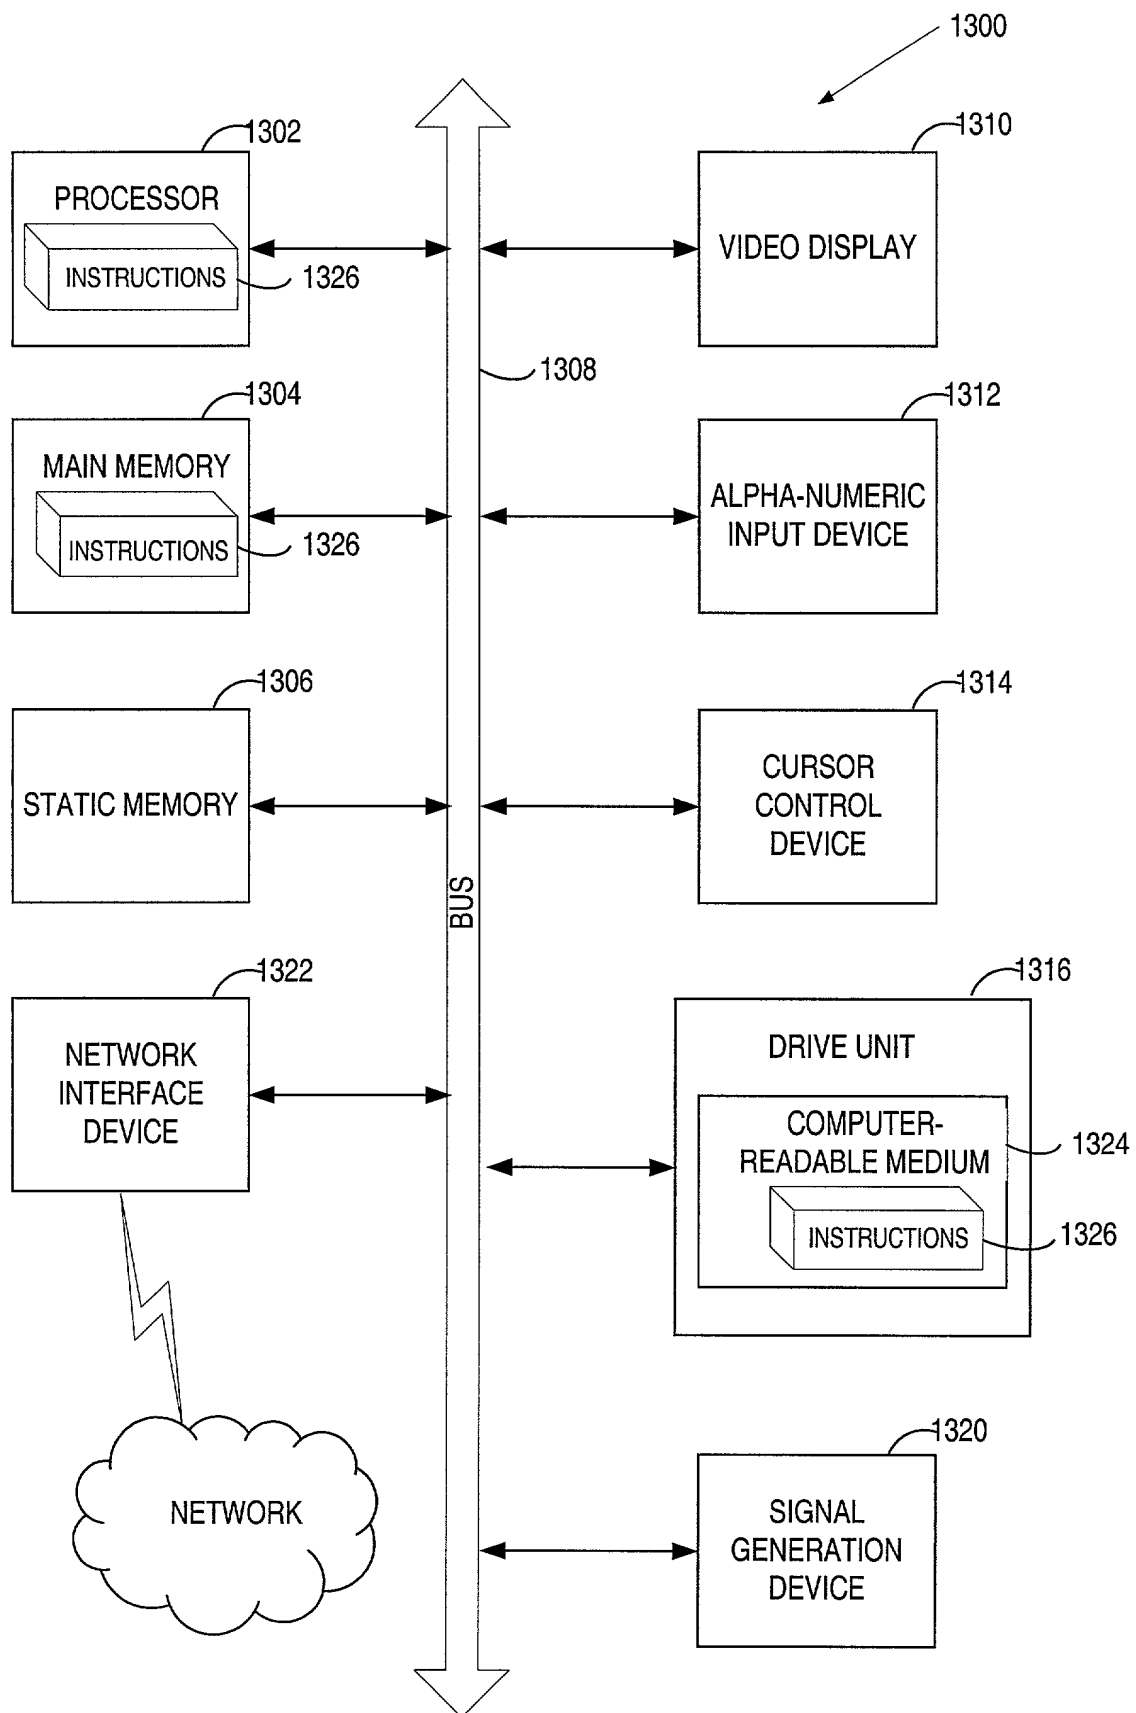 1300
1302
PROCESSOR
INSTRUCTIONS
1326
1310
VIDEO DISPLAY
1308
1304
MAIN MEMORY
INSTRUCTIONS
1326
1312
ALPHA-NUMERIC
INPUT DEVICE
1306
STATIC MEMORY
1314
CURSOR
CONTROL
DEVICE
BUS
1322
NETWORK
INTERFACE
DEVICE
1316
DRIVE UNIT
COMPUTER-
READABLE MEDIUM
1324
INSTRUCTIONS
1326
NETWORK
1320
SIGNAL
GENERATION
DEVICE